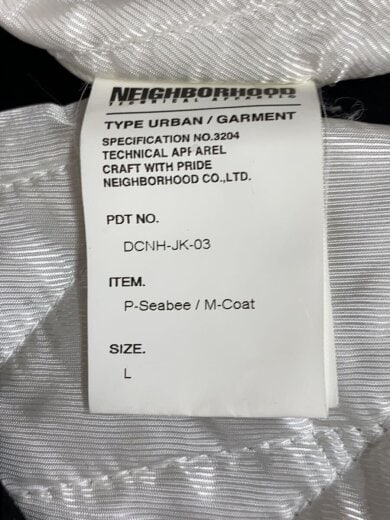 NEIGHBORHOOD
TECHNICAL APPAREL
TYPE URBAN / GARMENT
SPECIFICATION NO.3204
TECHNICAL APPAREL
CRAFT WITH PRIDE
NEIGHBORHOOD CO.,LTD.
PDT NO.
DCNH-JK-03
ITEM.
P-Seabee / M-Coat
SIZE.
L